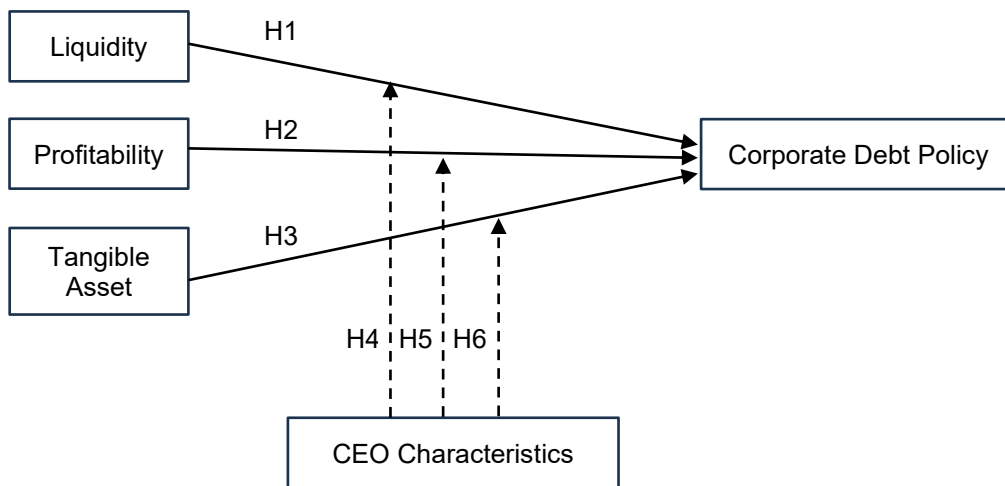 Liquidity
H1
Profitability
H2
Corporate Debt Policy
Tangible
Asset
H3
H4
H5
H6
CEO Characteristics